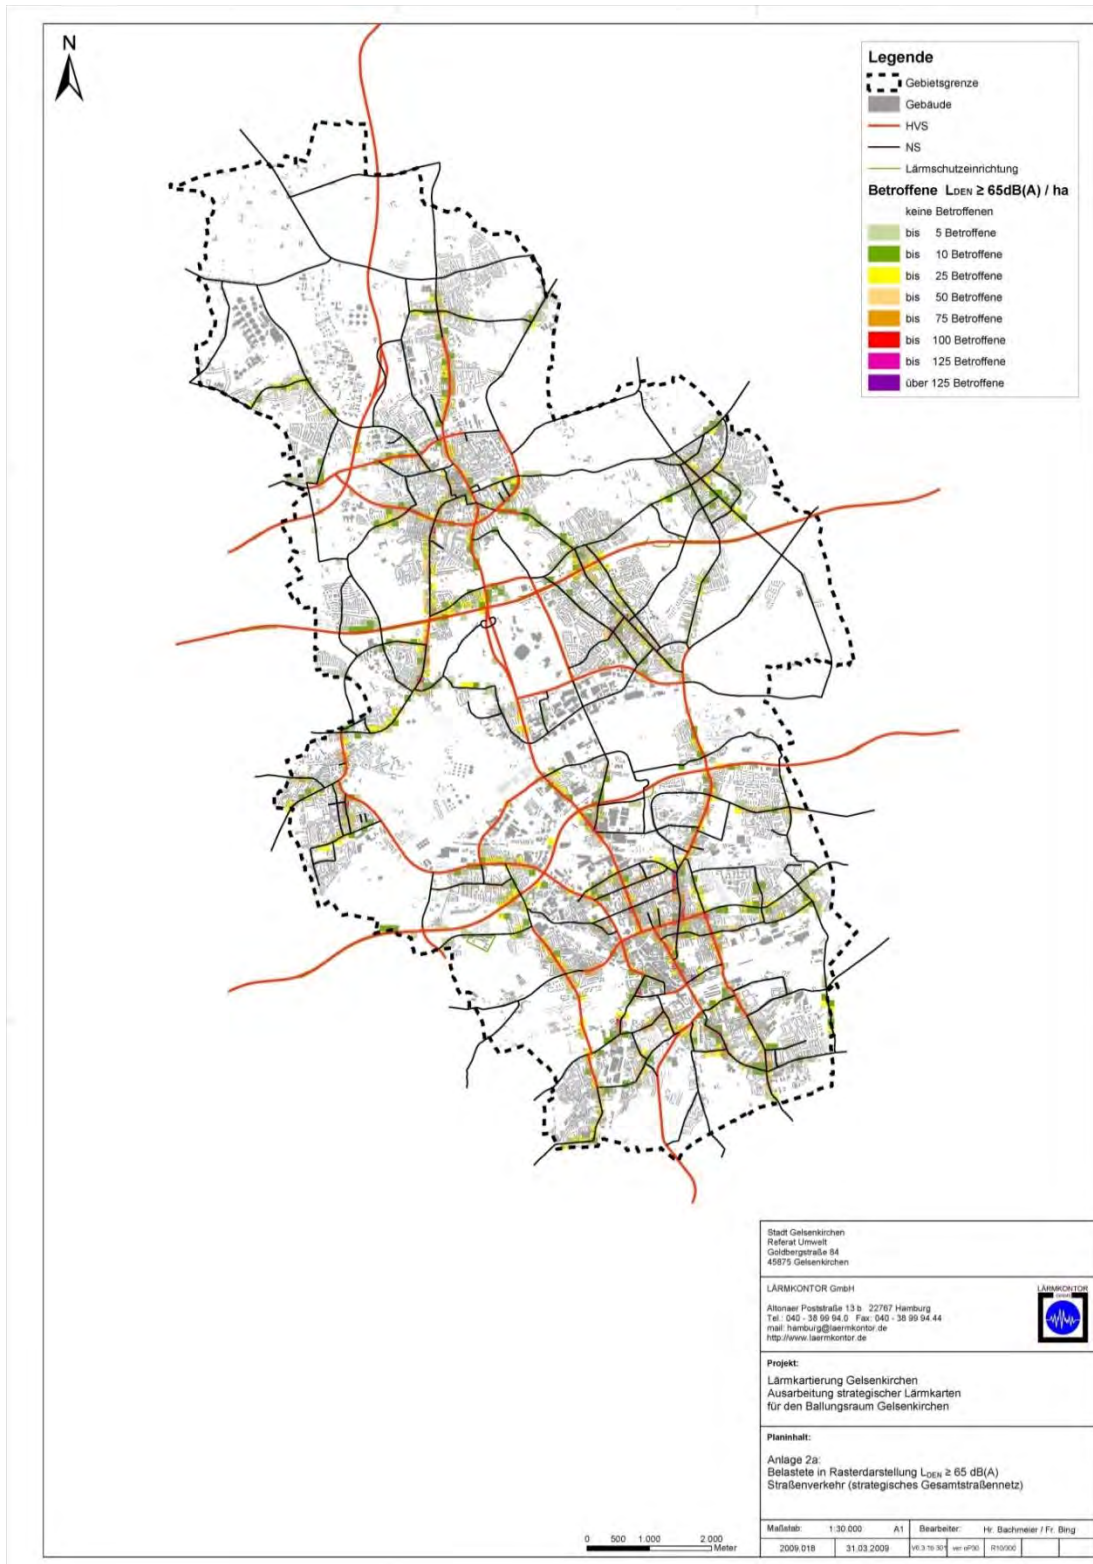 N
Legende
Gebietsgrenze
Gebäude
HVS
NS
Lärmschutzeinrichtung
Betroffene LDEN ≥ 65dB(A) / ha
keine Betroffenen
bis 5 Betroffene
bis 10 Betroffene
bis 25 Betroffene
bis 50 Betroffene
bis 75 Betroffene
bis 100 Betroffene
bis 125 Betroffene
über 125 Betroffene
Stadt Gelsenkirchen
Referat Umwelt
Goldbergstraße 84
45875 Gelsenkirchen
LÄRMKONTOR GmbH
LÄRMKONTOR
Altonaer Poststraße 13 b 22767 Hamburg
Tel.: 040 - 38 99 94.0 Fax: 040 - 38 99 94.44
mail: hamburg@laermkontor.de
http://www.laermkontor.de
Projekt:
Lärmkartierung Gelsenkirchen
Ausarbeitung strategischer Lärmkarten
für den Ballungsraum Gelsenkirchen
Planinhalt:
Anlage 2a:
Belastete in Rasterdarstellung LDEN ≥ 65 dB(A)
Straßenverkehr (strategisches Gesamtstraßennetz)
Maßstab: 1:30.000 A1 Bearbeiter: Hr. Bachmeier / Fr. Bing
2009.018 31.03.2009
0 500 1.000 2.000
Meter